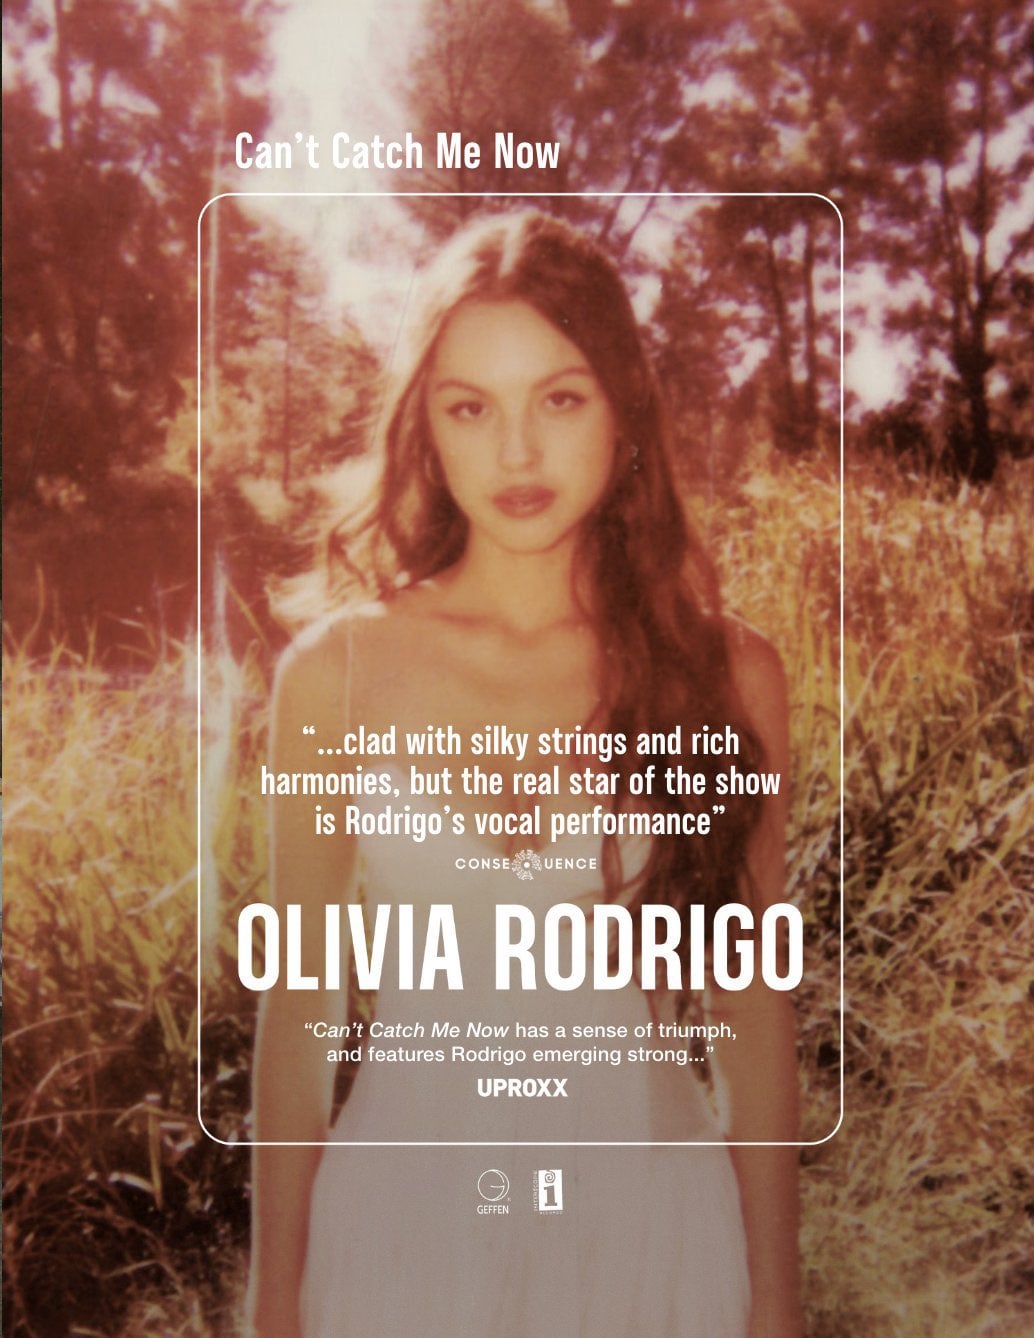 Can't Catch Me Now
“...clad with silky strings and rich
harmonies, but the real star of the show
is Rodrigo's vocal performance”
CONSEQUENCE
OLIVIA RODRIGO
“Can't Catch Me Now has a sense of triumph,
and features Rodrigo emerging strong...”
UPROXX
GEFFEN
INTERSCOPE
i
RECORDS